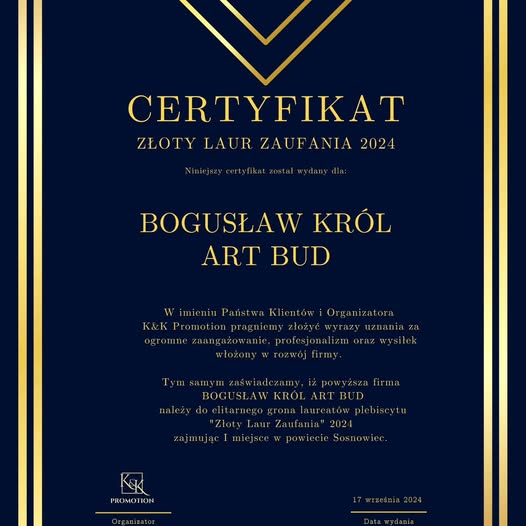 CERTYFIKAT
ZŁOTY LAUR ZAUFANIA 2024
Niniejszy certyfikat został wydany dla:
BOGUSŁAW KRÓL
ART BUD
W imieniu Państwa Klientów i Organizatora
K&K Promotion pragniemy złożyć wyrazy uznania za
ogromne zaangażowanie, profesjonalizm oraz wysiłek
włożony w rozwój firmy.
Tym samym zaświadczamy, iż powyższa firma
BOGUSŁAW KRÓL ART BUD
należy do elitarnego grona laureatów plebiscytu
"Złoty Laur Zaufania" 2024
zajmując I miejsce w powiecie Sosnowiec.
K&K
PROMOTION
Organizator
17 września 2024
Data wydania